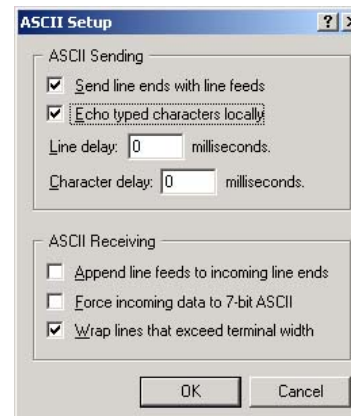 ASCII Setup
ASCII Sending
Send line ends with line feeds
Echo typed characters locally
Line delay: 0 milliseconds.
Character delay: 0 milliseconds.
ASCII Receiving
Append line feeds to incoming line ends
Force incoming data to 7-bit ASCII
Wrap lines that exceed terminal width
OK Cancel